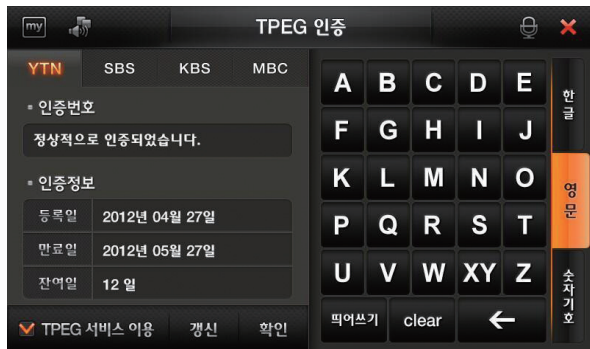 my
TPEG 인증
YTN SBS KBS MBC
인증번호
정상적으로 인증되었습니다.
인증정보
등록일 2012년 04월 27일
만료일 2012년 05월 27일
잔여일 12 일
TPEG 서비스 이용 갱신 확인
A B C D E
F G H I J
K L M N O
P Q R S T
U V W XY Z
띄어쓰기 clear
한글
영문
숫자기호